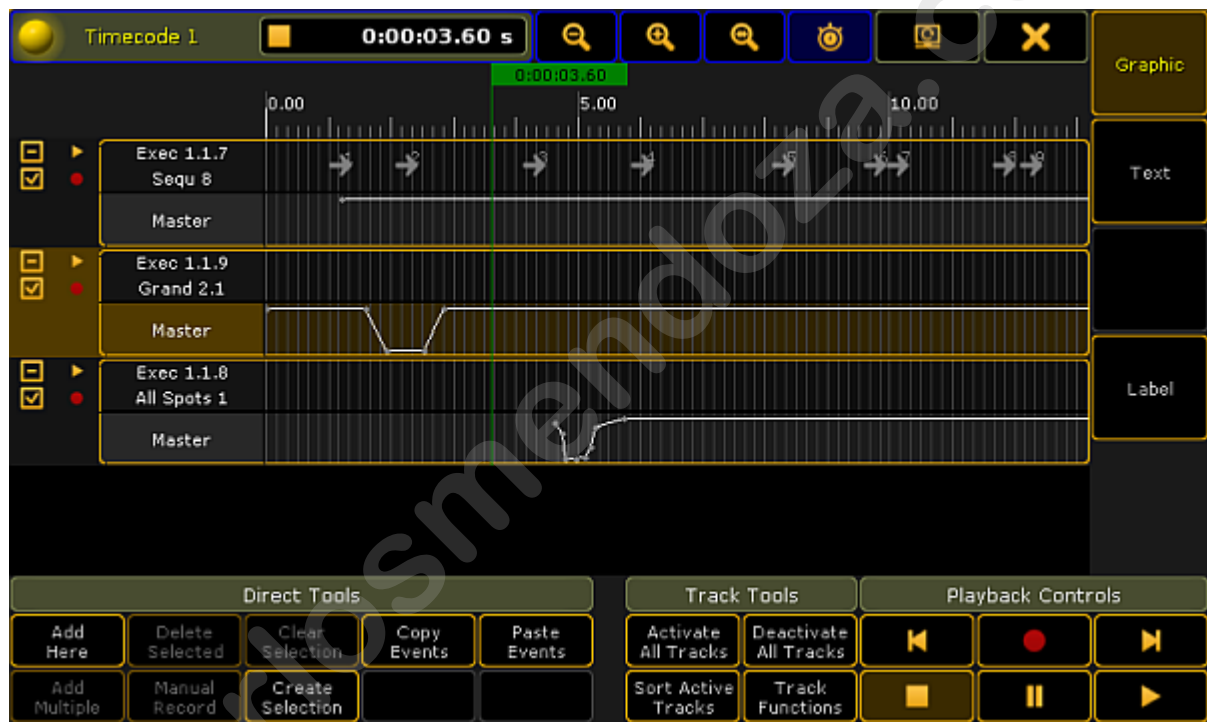 Timecode 1
0:00:03.60 s
Graphic
0:00:03.60
0.00
5.00
10.00
Exec 1.1.7
Sequ 8
Text
Master
Exec 1.1.9
Grand 2.1
Master
Exec 1.1.8
All Spots 1
Label
Master
Direct Tools
Track Tools
Playback Controls
Add
Here
Delete
Selected
Clear
Selection
Copy
Events
Paste
Events
Activate
All Tracks
Deactivate
All Tracks
Add
Multiple
Manual
Record
Create
Selection
Sort Active
Tracks
Track
Functions